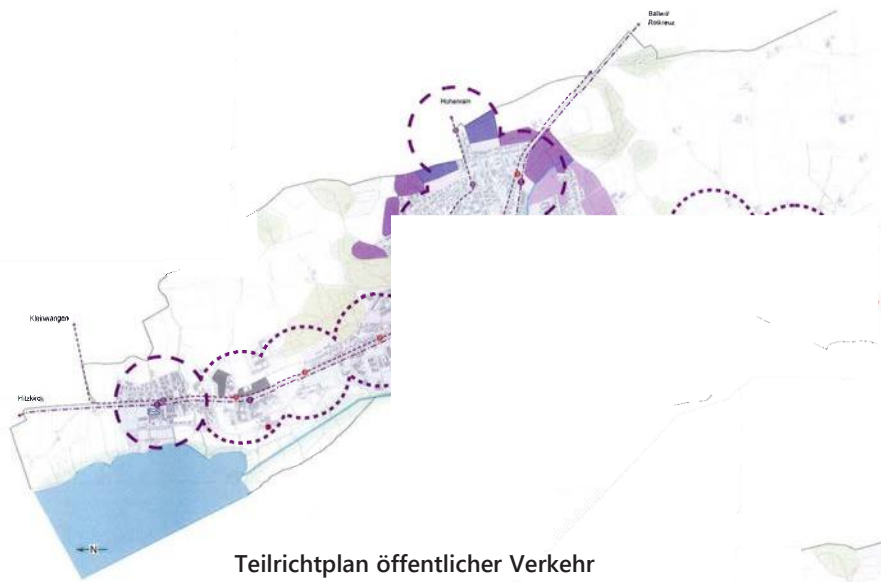 Ballwil
Rotkreuz
Hohenrain
Kleinwangen
Hitzkirch
N
Teilrichtplan öffentlicher Verkehr